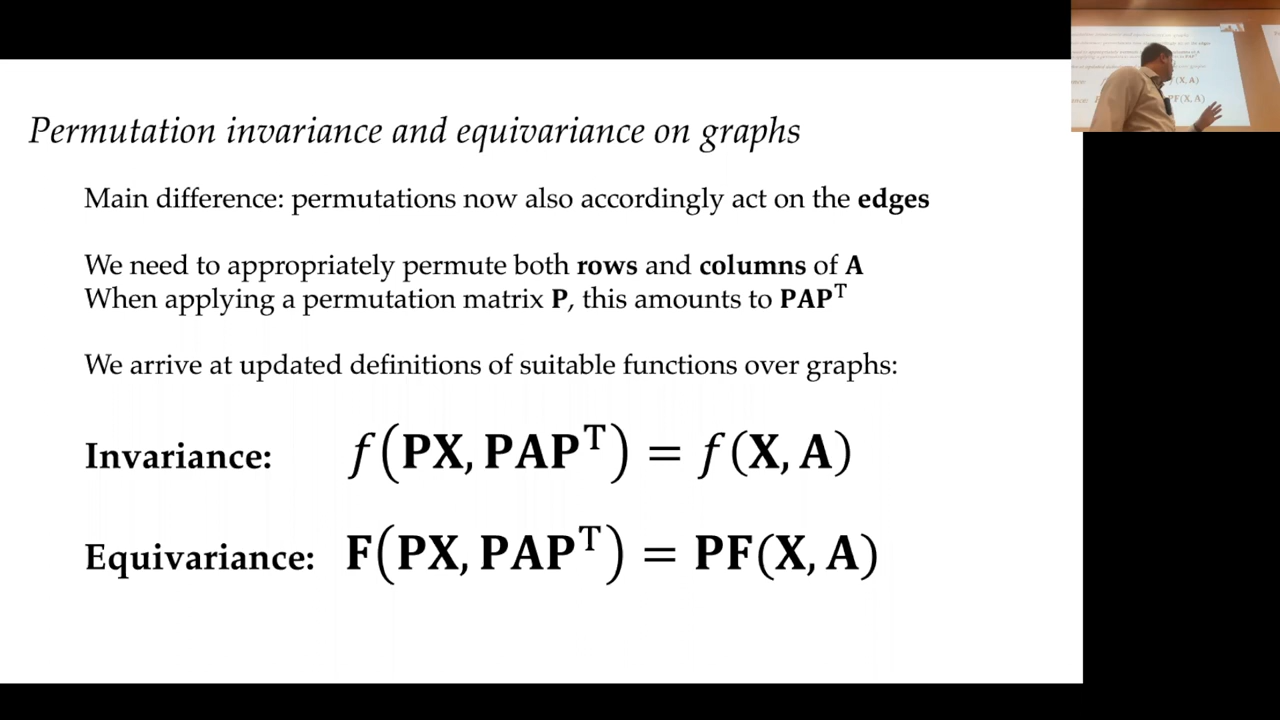 Permutation invariance and equivariance on graphs
Main difference: permutations now also accordingly act on the edges
We need to appropriately permute both rows and columns of A
When applying a permutation matrix P, this amounts to PAPᵀ
We arrive at updated definitions of suitable functions over graphs:
Invariance: f(PX, PAPᵀ) = f(X, A)
Equivariance: F(PX, PAPᵀ) = PF(X, A)
(X, A)
PF(X, A)